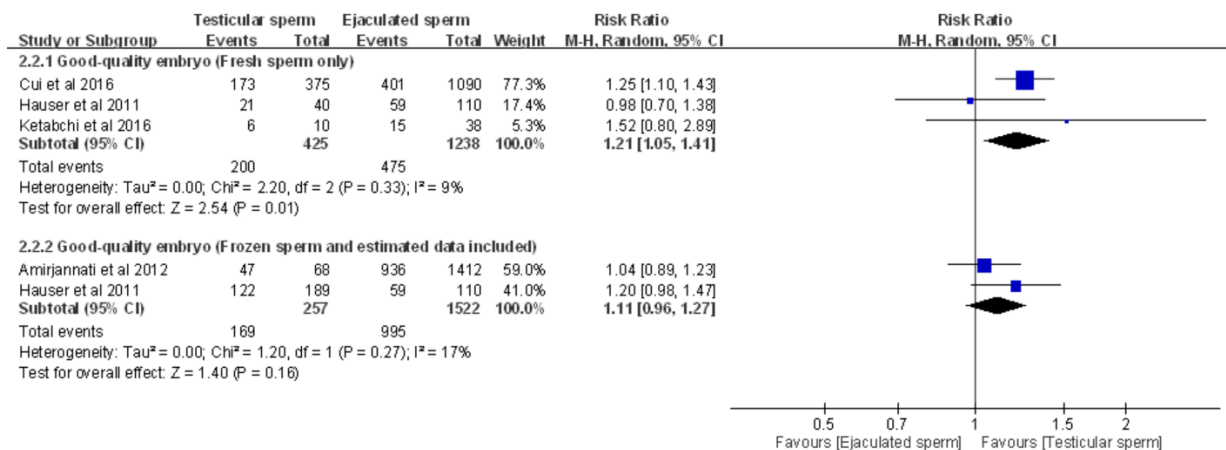 Testicular sperm Ejaculated sperm Risk Ratio Risk Ratio
Study or Subgroup Events Total Events Total Weight M-H, Random, 95% CI M-H, Random, 95% CI
2.2.1 Good-quality embryo (Fresh sperm only)
Cui et al 2016 173 375 401 1090 77.3% 1.25 [1.10, 1.43]
Hauser et al 2011 21 40 59 110 17.4% 0.98 [0.70, 1.38]
Ketabchi et al 2016 6 10 15 38 5.3% 1.52 [0.80, 2.89]
Subtotal (95% CI) 425 1238 100.0% 1.21 [1.05, 1.41]
Total events 200 475
Heterogeneity: Tau² = 0.00; Chi² = 2.20, df = 2 (P = 0.33); I² = 9%
Test for overall effect: Z = 2.54 (P = 0.01)
2.2.2 Good-quality embryo (Frozen sperm and estimated data included)
Amirjannati et al 2012 47 68 936 1412 59.0% 1.04 [0.89, 1.23]
Hauser et al 2011 122 189 59 110 41.0% 1.20 [0.98, 1.47]
Subtotal (95% CI) 257 1522 100.0% 1.11 [0.96, 1.27]
Total events 169 995
Heterogeneity: Tau² = 0.00; Chi² = 1.20, df = 1 (P = 0.27); I² = 17%
Test for overall effect: Z = 1.40 (P = 0.16)
0.5 0.7 1 1.5 2
Favours [Ejaculated sperm] Favours [Testicular sperm]